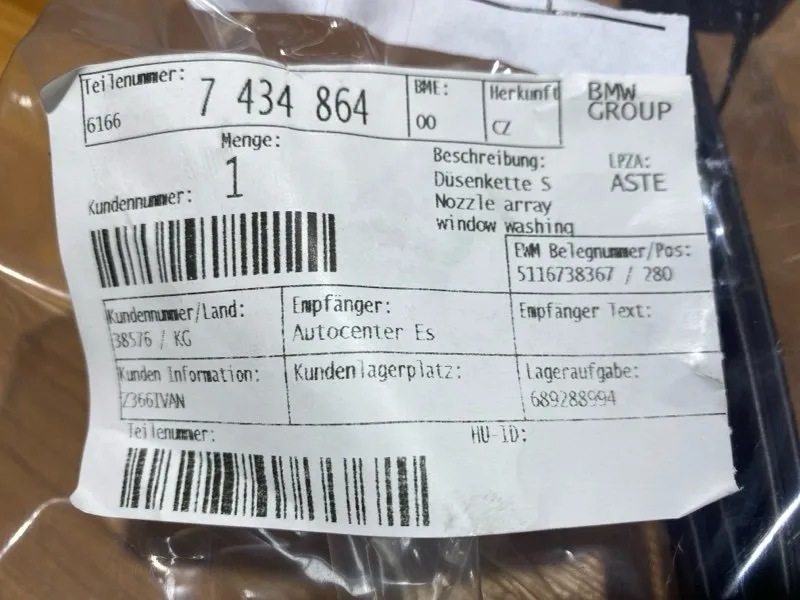 Teilenummer:
6166 7 434 864
BME:
00
Herkunft
CZ
BMW
GROUP
Menge:
1
Beschreibung:
Düsenkette S
Nozzle array
window washing
LPZA:
ASTE
Kundennummer:
EWM Belegnummer/Pos:
5116738367 / 280
Kundennummer/Land:
38576 / KG
Empfänger:
Autocenter Es
Empfänger Text:
Kunden Information:
Z366IVAN
Kundenlagerplatz:
Lageraufgabe:
689288994
Teilenummer:
HU-ID: